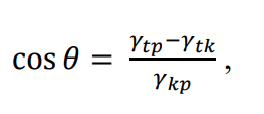 cos θ = (γ_tp − γ_tk) / γ_kp ,